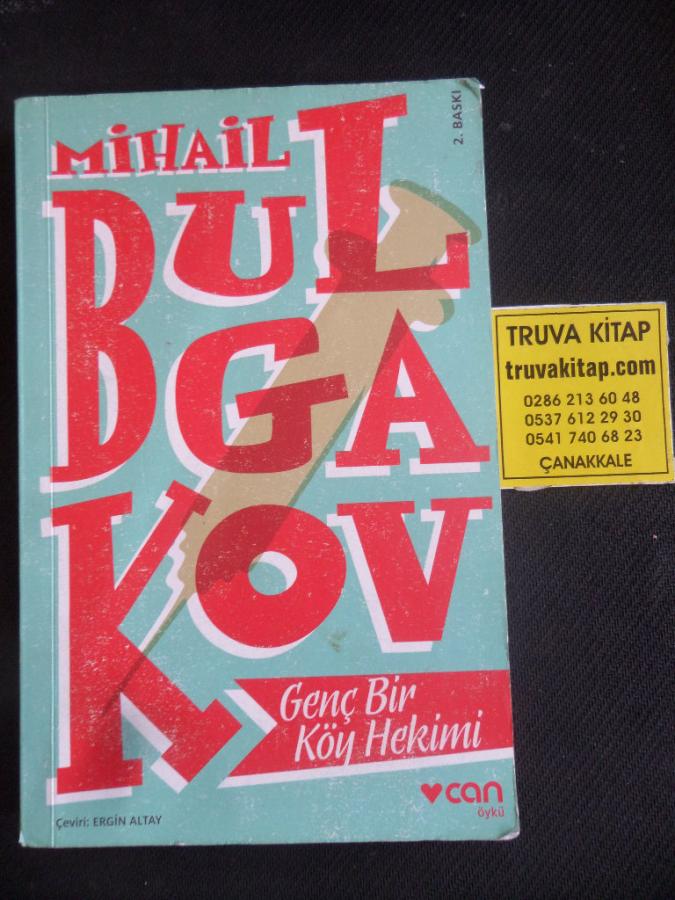 MİHAİL
BUL
GA
KOV
2. BASKI
Genç Bir
Köy Hekimi
can
öykü
Çeviri: ERGİN ALTAY
TRUVA KİTAP
truvakitap.com
0286 213 60 48
0537 612 29 30
0541 740 68 23
ÇANAKKALE